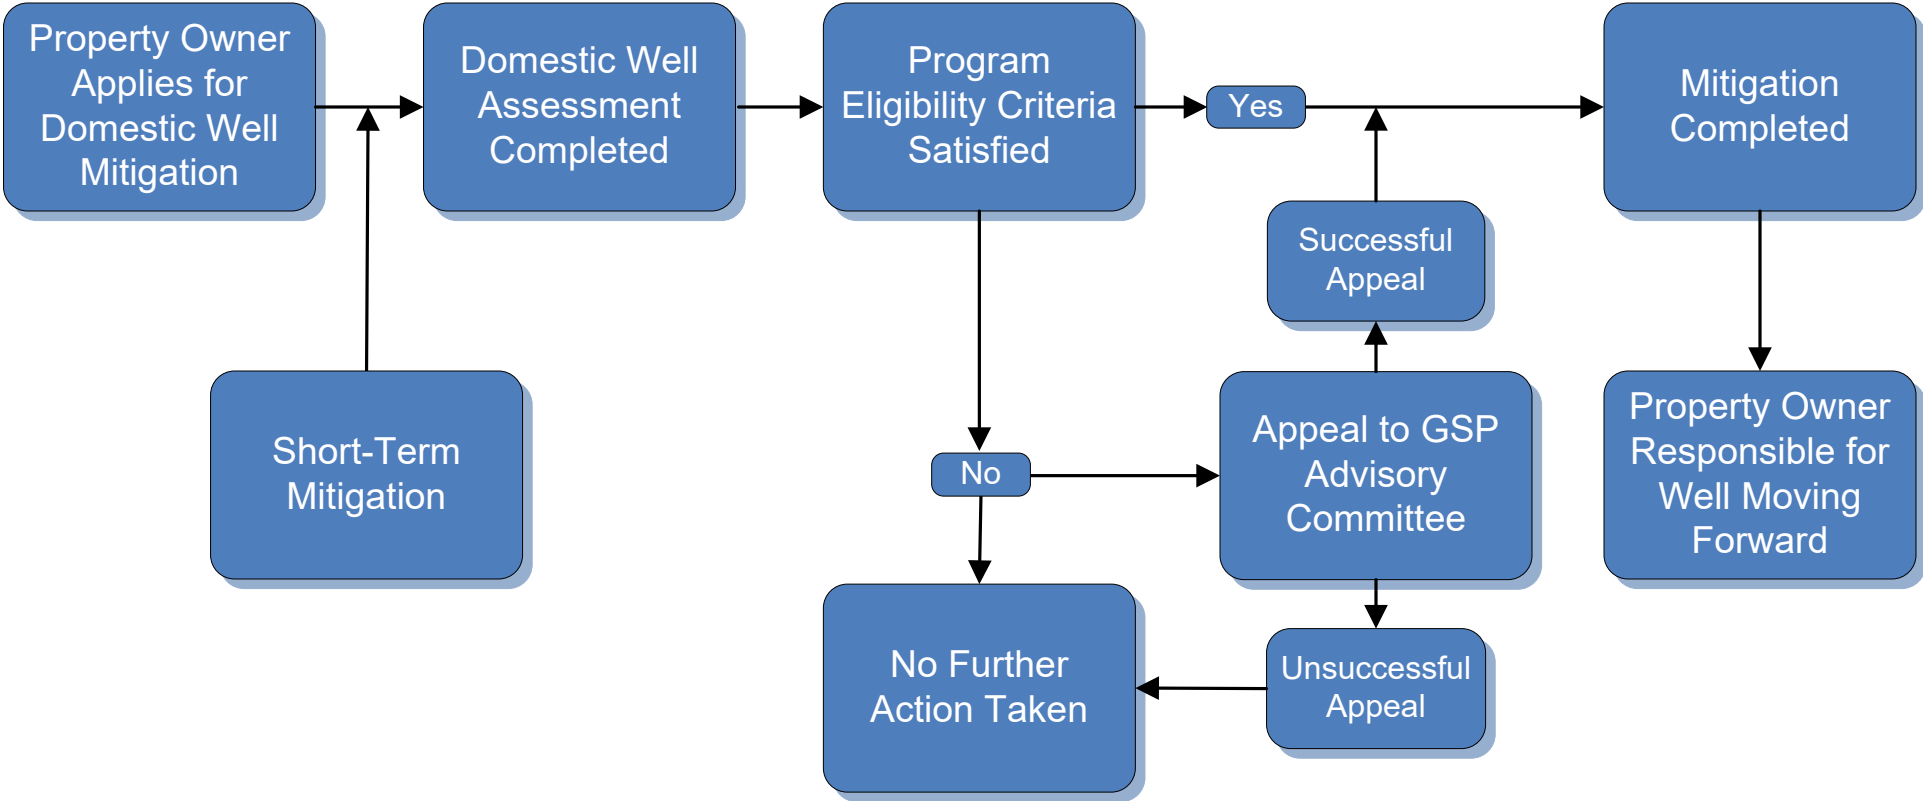 Property Owner
Applies for
Domestic Well
Mitigation
Domestic Well
Assessment
Completed
Program
Eligibility Criteria
Satisfied
Yes
Mitigation
Completed
Successful
Appeal
Short-Term
Mitigation
No
Appeal to GSP
Advisory
Committee
Property Owner
Responsible for
Well Moving
Forward
No Further
Action Taken
Unsuccessful
Appeal